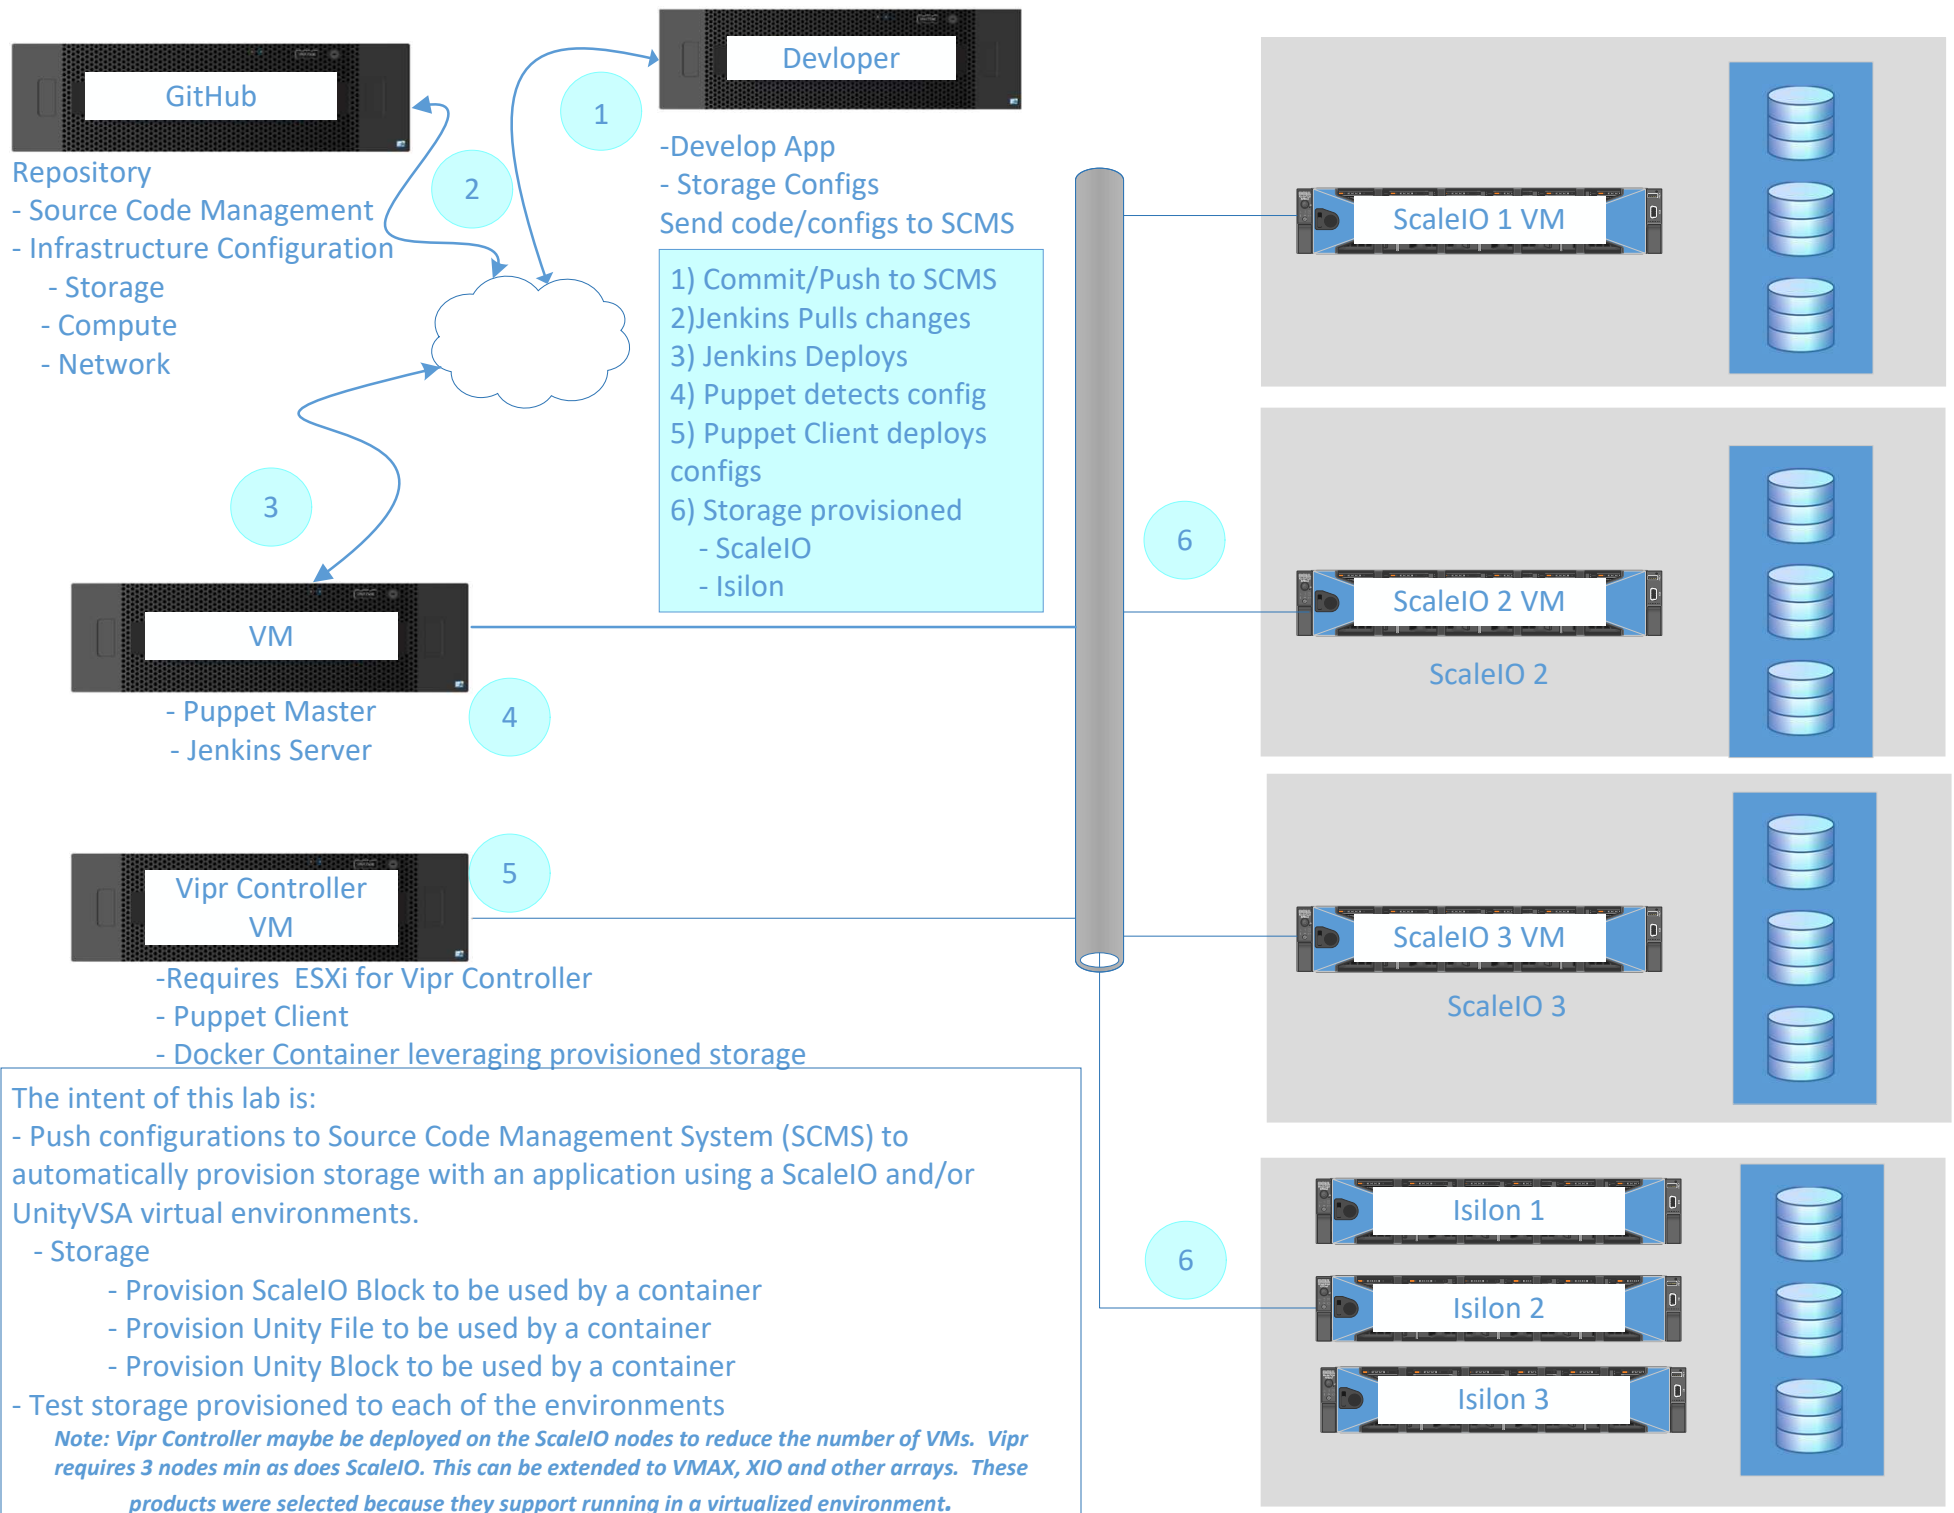 GitHub
Repository
- Source Code Management
- Infrastructure Configuration
- Storage
- Compute
- Network
2
1
Devloper
-Develop App
- Storage Configs
Send code/configs to SCMS
1) Commit/Push to SCMS
2)Jenkins Pulls changes
3) Jenkins Deploys
4) Puppet detects config
5) Puppet Client deploys
configs
6) Storage provisioned
- ScaleIO
- Isilon
3
VM
- Puppet Master
- Jenkins Server
4
5
Vipr Controller
VM
-Requires  ESXi for Vipr Controller
- Puppet Client
- Docker Container leveraging provisioned storage
The intent of this lab is:
- Push configurations to Source Code Management System (SCMS) to
automatically provision storage with an application using a ScaleIO and/or
UnityVSA virtual environments.
- Storage
- Provision ScaleIO Block to be used by a container
- Provision Unity File to be used by a container
- Provision Unity Block to be used by a container
- Test storage provisioned to each of the environments
Note: Vipr Controller maybe be deployed on the ScaleIO nodes to reduce the number of VMs.  Vipr
requires 3 nodes min as does ScaleIO. This can be extended to VMAX, XIO and other arrays.  These
products were selected because they support running in a virtualized environment.
ScaleIO 1 VM
6
ScaleIO 2 VM
ScaleIO 2
ScaleIO 3 VM
ScaleIO 3
6
Isilon 1
Isilon 2
Isilon 3